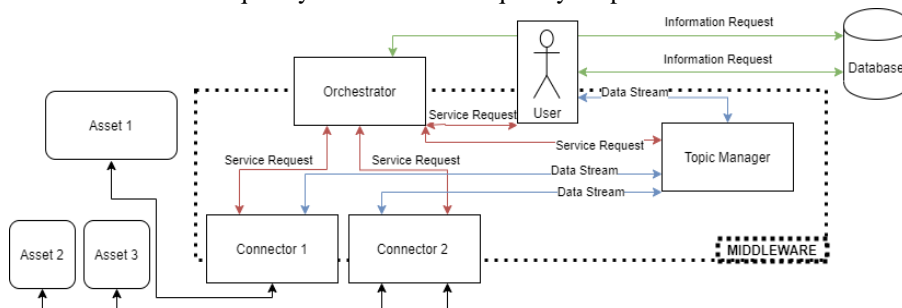 Information Request
Information Request
Database
Orchestrator
User
Data Stream
Asset 1
Service Request
Service Request
Topic Manager
Service Request
Service Request
Data Stream
Data Stream
Asset 2
Asset 3
Connector 1
Connector 2
MIDDLEWARE